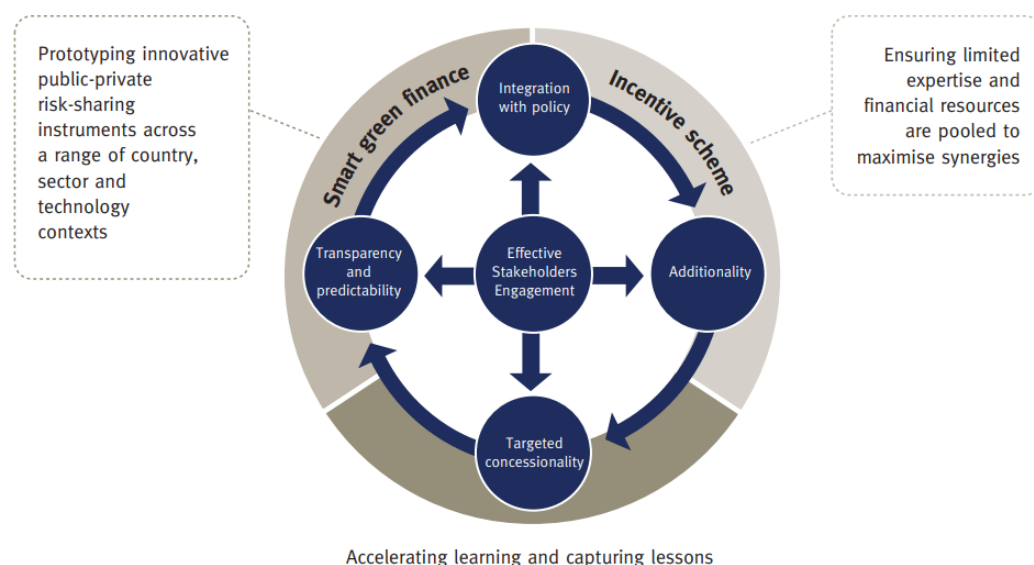 Prototyping innovative
public-private
risk-sharing
instruments across
a range of country,
sector and
technology
contexts
Smart green finance
Integration
with policy
Incentive scheme
Ensuring limited
expertise and
financial resources
are pooled to
maximise synergies
Transparency
and
predictability
Effective
Stakeholders
Engagement
Additionality
Targeted
concessionality
Accelerating learning and capturing lessons